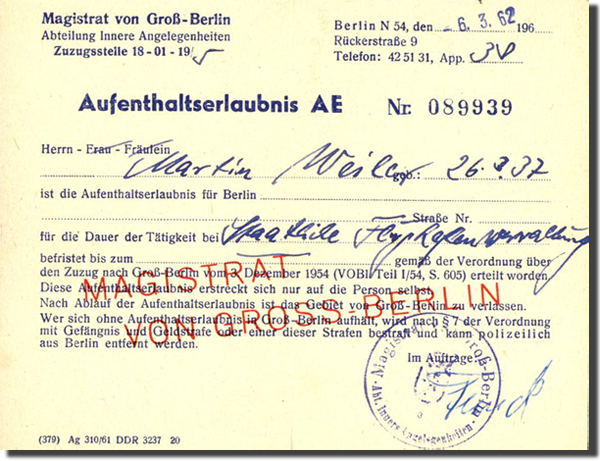 Magistrat von Groß-Berlin
Abteilung Innere Angelegenheiten
Zuzugsstelle 18-01-19/5
Berlin N 54, den -6. 3. 62 196
Rückerstraße 9
Telefon: 42 51 31, App.
Aufenthaltserlaubnis AE Nr. 089939
Herrn - Frau - Fräulein
Martin Weiler geb.: 26. 37
ist die Aufenthaltserlaubnis für Berlin
Straße Nr.
für die Dauer der Tätigkeit bei Staatliche Flughafenverwaltung
befristet bis zum gemäß der Verordnung über
den Zuzug nach Groß-Berlin vom 3. Dezember 1954 (VOBl. Teil I/54, S. 605) erteilt worden.
Diese Aufenthaltserlaubnis erstreckt sich nur auf die Person selbst.
Nach Ablauf der Aufenthaltserlaubnis ist das Gebiet von Groß-Berlin zu verlassen.
Wer sich ohne Aufenthaltserlaubnis in Groß-Berlin aufhält, wird nach § 7 der Verordnung
mit Gefängnis und Geldstrafe oder einer dieser Strafen bestraft und kann polizeilich
aus Berlin entfernt werden.
MAGISTRAT
VON GROSS-BERLIN
Im Auftrage:
Magistrat von Groß-Berlin
Abt. Innere Angelegenheiten
(379) Ag 310/61 DDR 3237 20